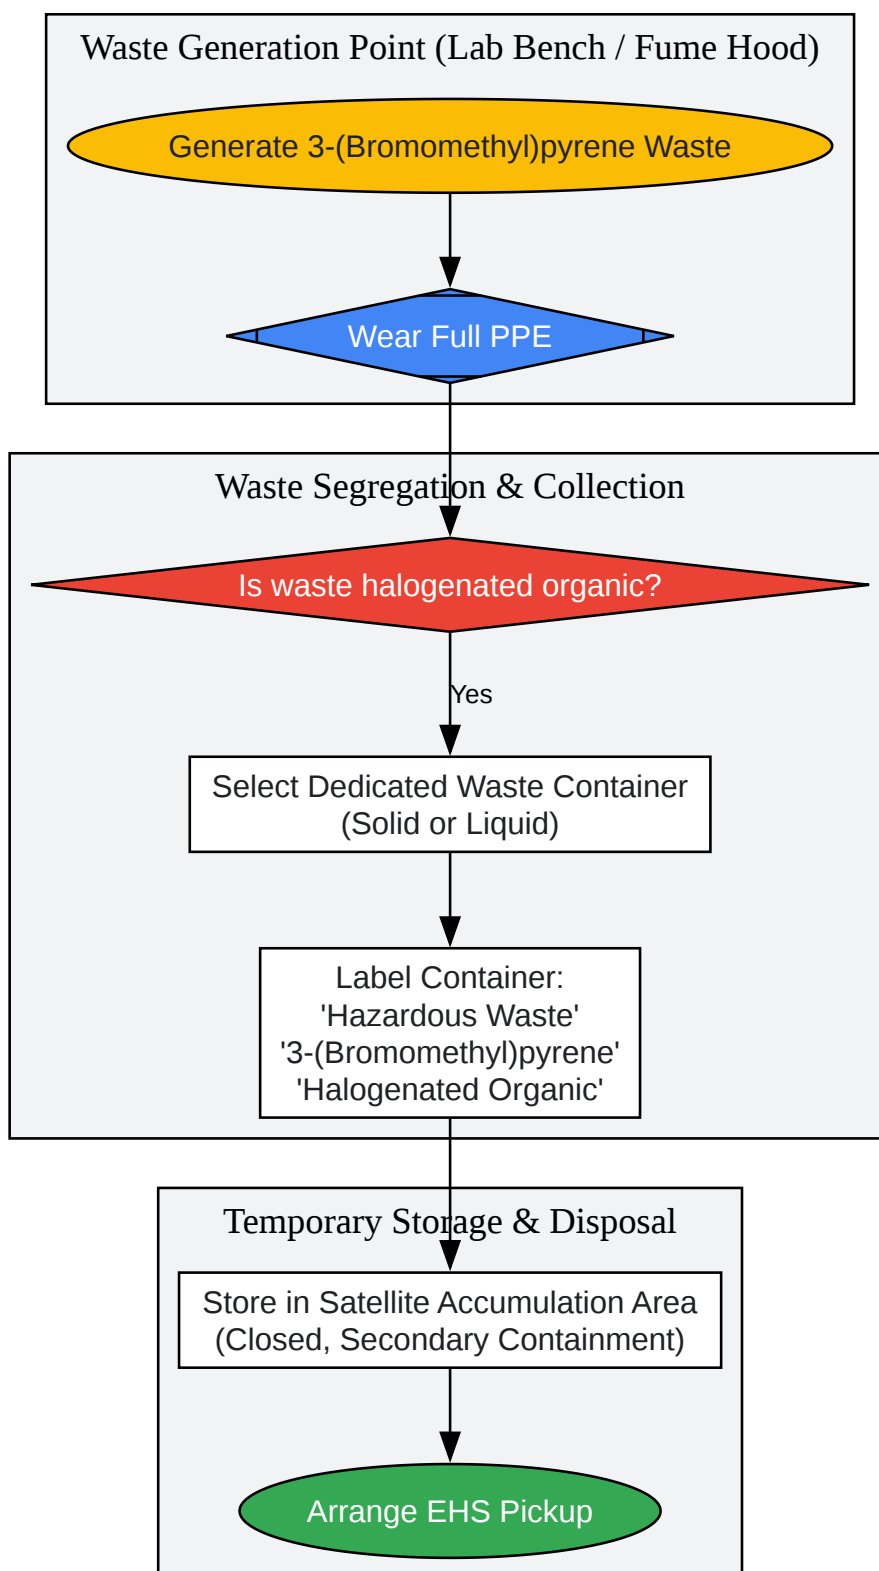 Waste Generation Point (Lab Bench / Fume Hood)
Generate 3-(Bromomethyl)pyrene Waste
Wear Full PPE
Waste Segregation & Collection
Is waste halogenated organic?
Yes
Select Dedicated Waste Container
(Solid or Liquid)
Label Container:
'Hazardous Waste'
'3-(Bromomethyl)pyrene'
'Halogenated Organic'
Temporary Storage & Disposal
Store in Satellite Accumulation Area
(Closed, Secondary Containment)
Arrange EHS Pickup